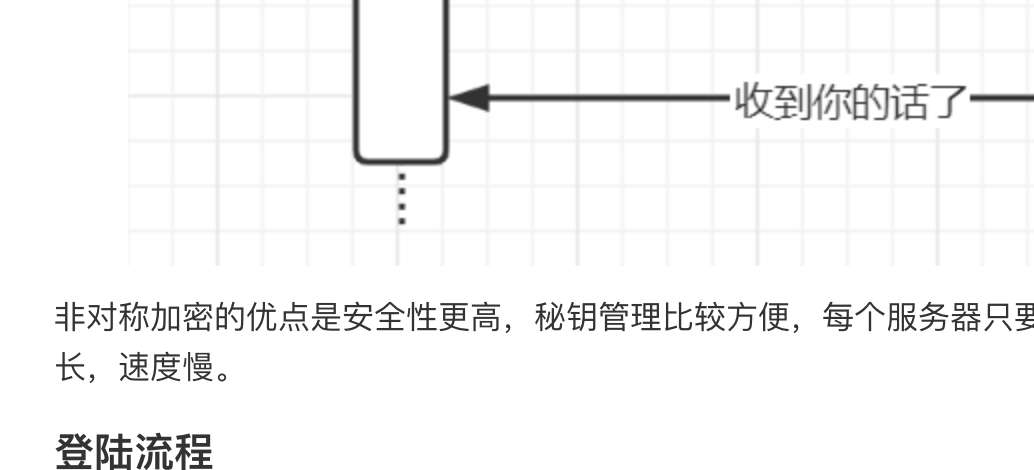 收到你的话了
非对称加密的优点是安全性更高，秘钥管理比较方便，每个服务器只要
长，速度慢。
登陆流程